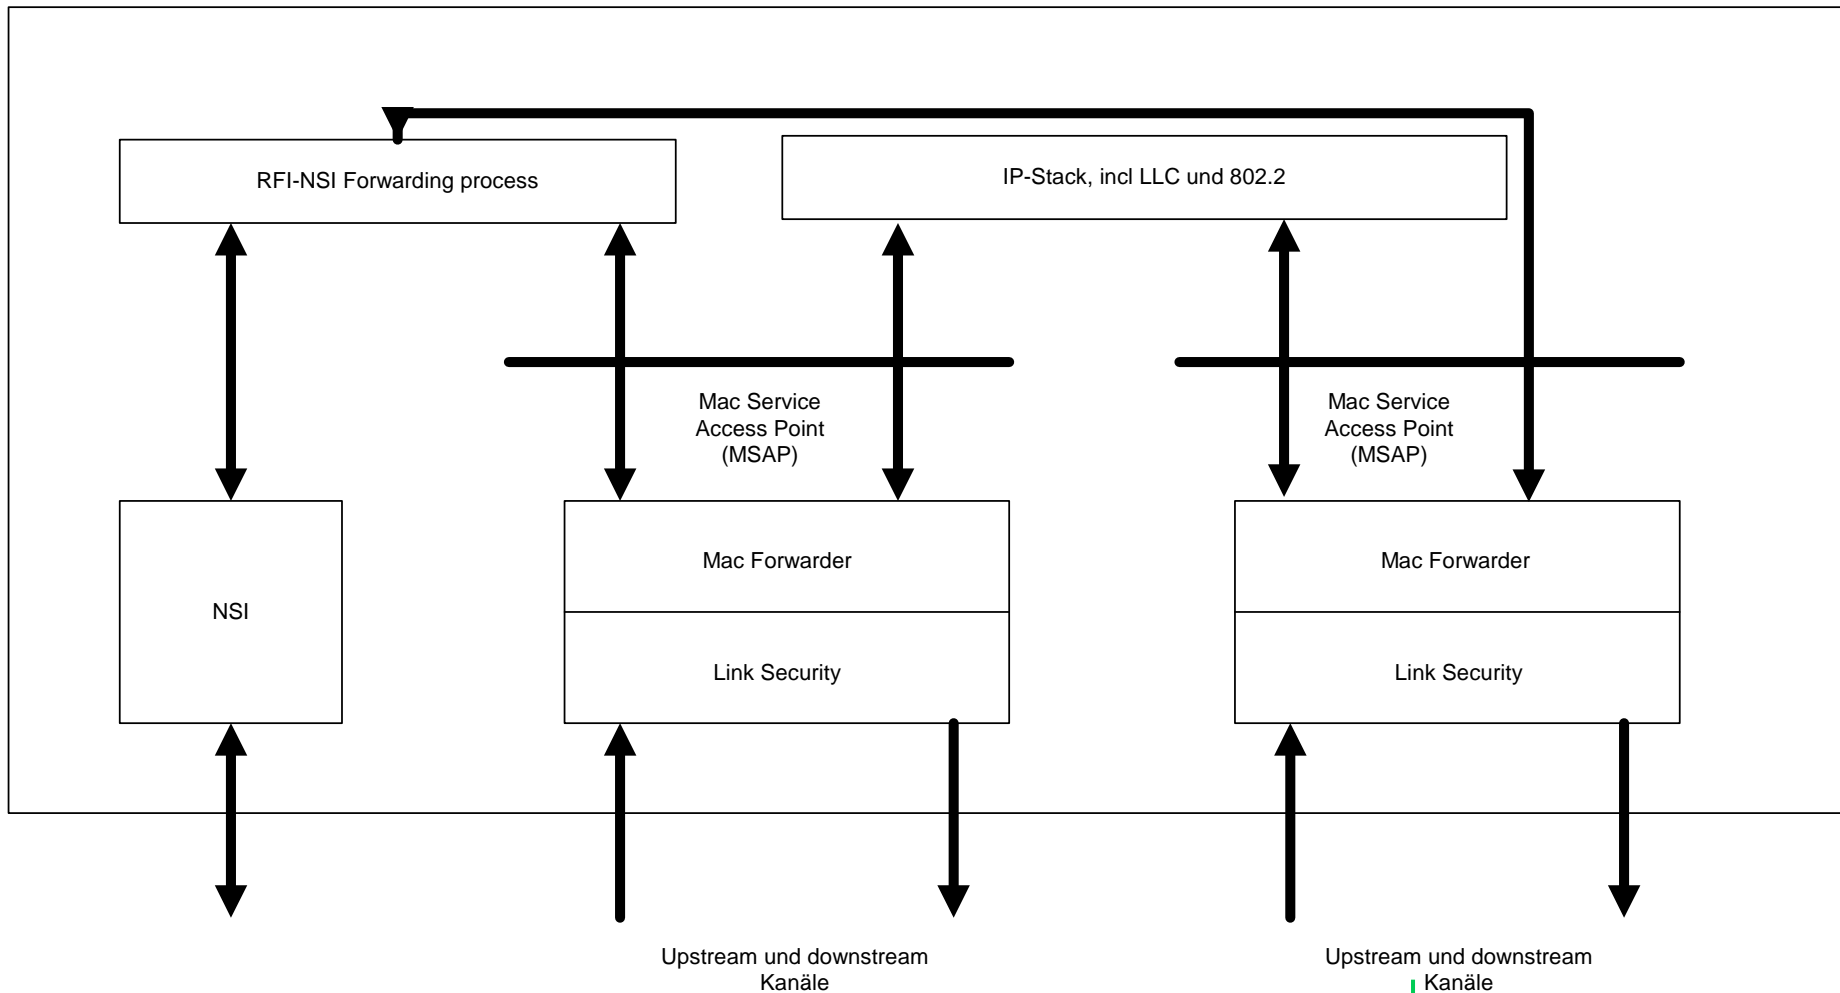 RFI-NSI Forwarding process
IP-Stack, incl LLC und 802.2
Mac Service
Access Point
(MSAP)
Mac Service
Access Point
(MSAP)
NSI
Mac Forwarder
Link Security
Mac Forwarder
Link Security
Upstream und downstream
Kanäle
Upstream und downstream
Kanäle